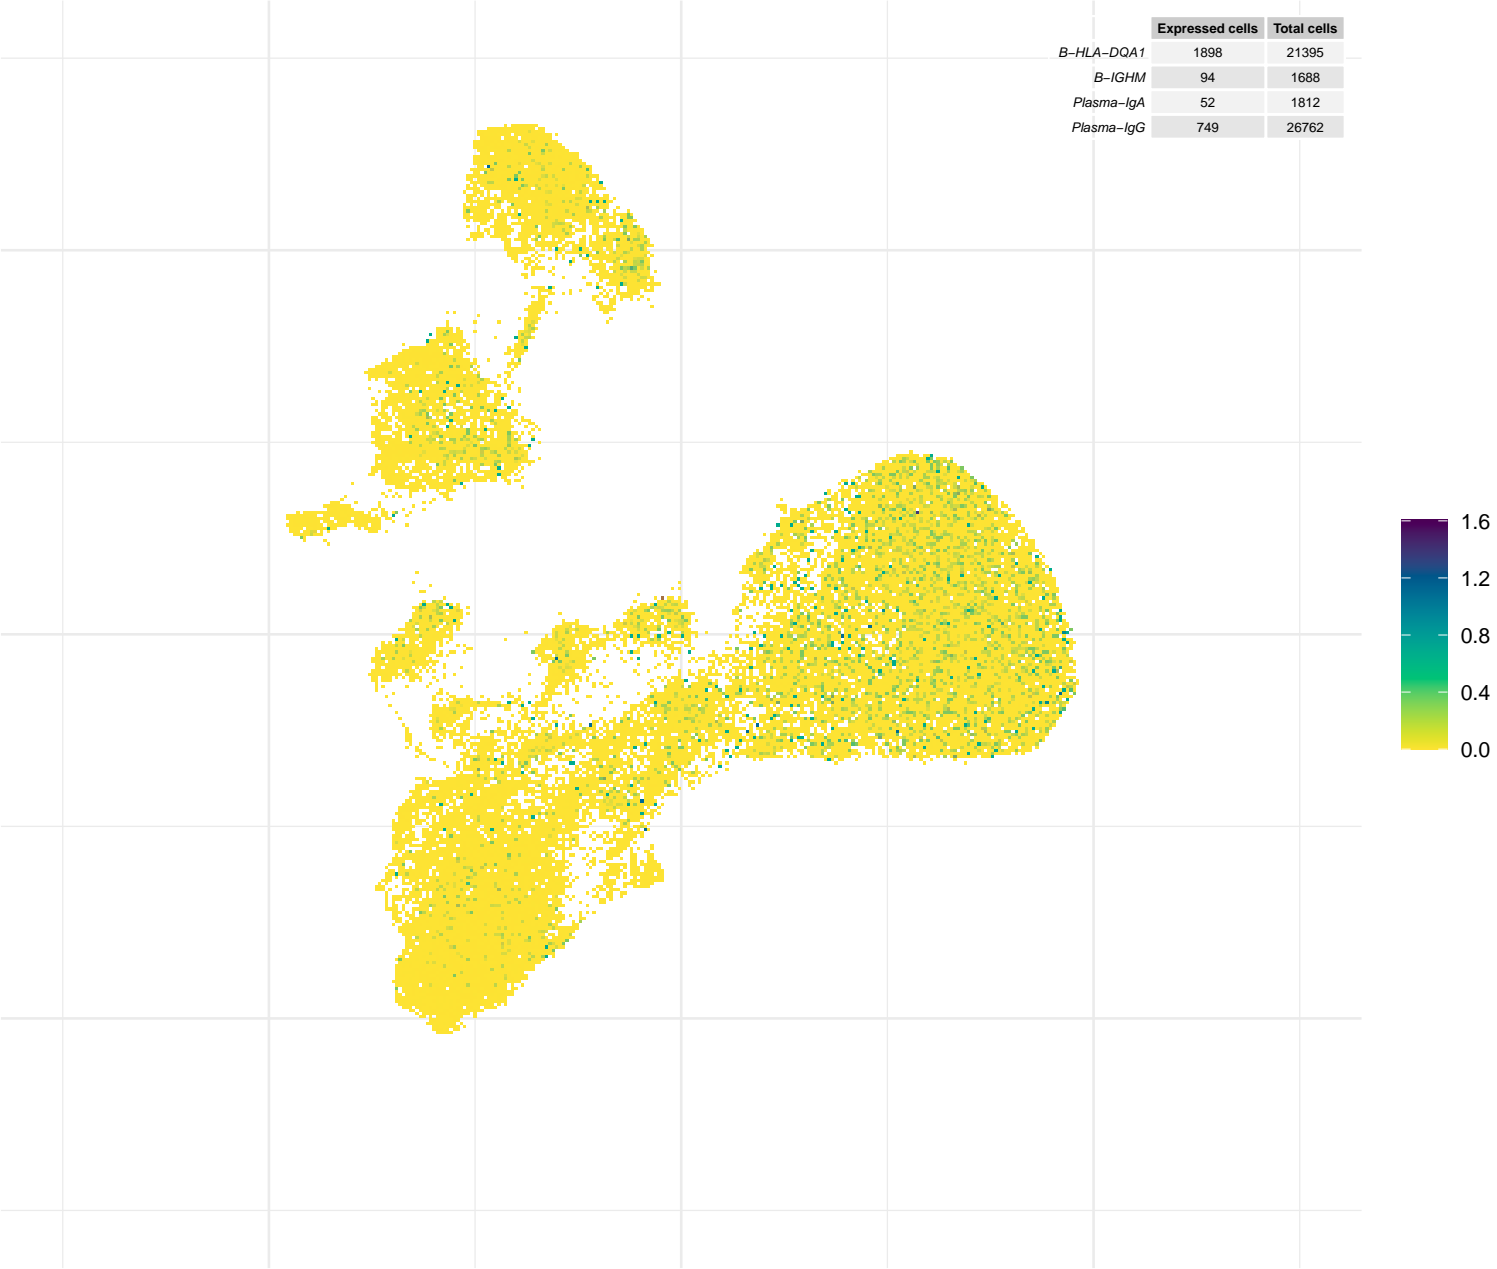 Expressed cells Total cells
B−HLA−DQA1 1898 21395
B−IGHM 94 1688
Plasma−IgA 52 1812
Plasma−IgG 749 26762
1.6
1.2
0.8
0.4
0.0